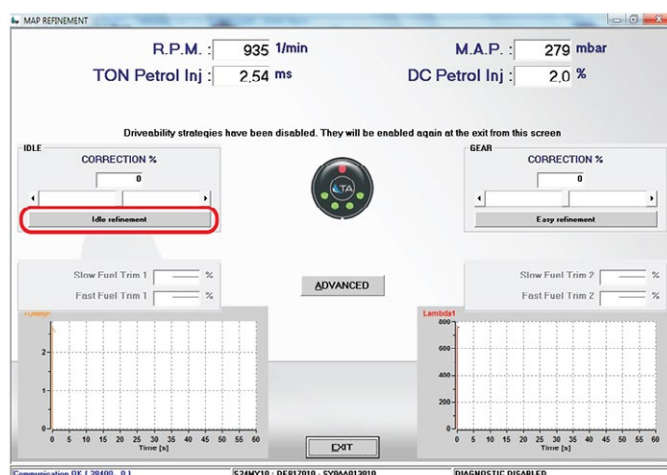 MAP REFINEMENT
R.P.M. : 935 1/min
M.A.P. : 279 mbar
TON Petrol Inj : 2,54 ms
DC Petrol Inj : 2,0 %
Driveability strategies have been disabled. They will be enabled again at the exit from this screen
IDLE
CORRECTION %
0
Idle refinement
TA
GEAR
CORRECTION %
0
Easy refinement
Slow Fuel Trim 1 %
Fast Fuel Trim 1 %
ADVANCED
Slow Fuel Trim 2 %
Fast Fuel Trim 2 %
Lambda1
2
1
0
0 5 10 15 20 25 30 35 40 45 50 55 60
Time [s]
800
600
400
200
0
0 5 10 15 20 25 30 35 40 45 50 55 60
Time [s]
EXIT
Communication OK ( 38400 , 0 )
DIAGNOSTIC DISABLED